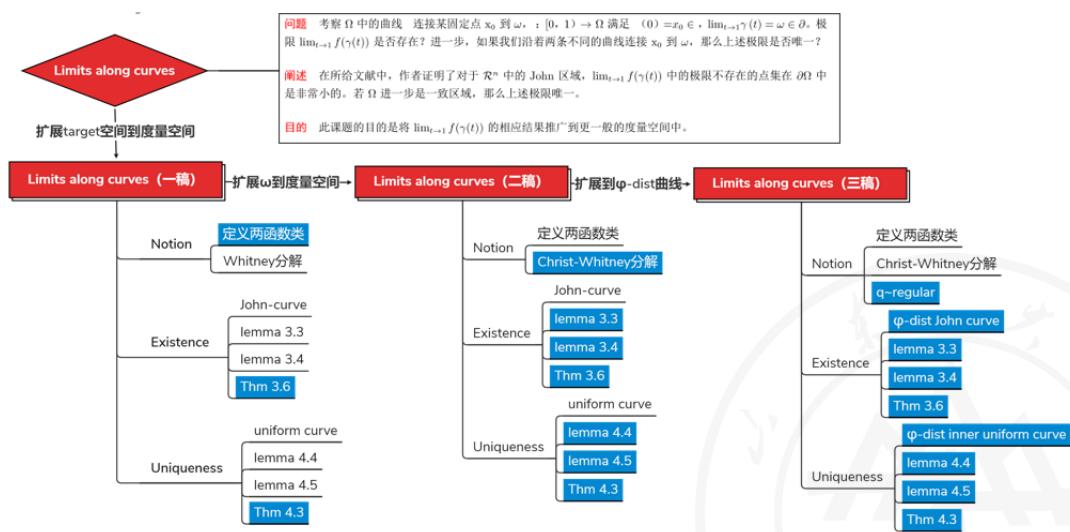 Limits along curves
问题 考察 Ω 中的曲线 连接某固定点 x₀ 到 ω，：[0, 1) → Ω 满足 (0) =x₀ ∈ , limₜ→₁γ(t) = ω ∈ ∂。极
限 limₜ→₁ f(γ(t)) 是否存在？进一步，如果我们沿着两条不同的曲线连接 x₀ 到 ω，那么上述极限是否唯一？
阐述 在所给文献中，作者证明了对于 𝓡ⁿ 中的 John 区域，limₜ→₁ f(γ(t)) 中的极限不存在的点集在 ∂Ω 中
是非常小的。若 Ω 进一步是一致区域，那么上述极限唯一。
目的 此课题的目的是将 limₜ→₁ f(γ(t)) 的相应结果推广到更一般的度量空间中。
扩展target空间到度量空间
Limits along curves（一稿）
扩展ω到度量空间
Limits along curves（二稿）
扩展到φ-dist曲线
Limits along curves（三稿）
Notion
定义两函数类
Whitney分解
Existence
John-curve
lemma 3.3
lemma 3.4
Thm 3.6
Uniqueness
uniform curve
lemma 4.4
lemma 4.5
Thm 4.3
Notion
定义两函数类
Christ-Whitney分解
Existence
John-curve
lemma 3.3
lemma 3.4
Thm 3.6
Uniqueness
uniform curve
lemma 4.4
lemma 4.5
Thm 4.3
Notion
定义两函数类
Christ-Whitney分解
q~regular
Existence
φ-dist John curve
lemma 3.3
lemma 3.4
Thm 3.6
Uniqueness
φ-dist inner uniform curve
lemma 4.4
lemma 4.5
Thm 4.3